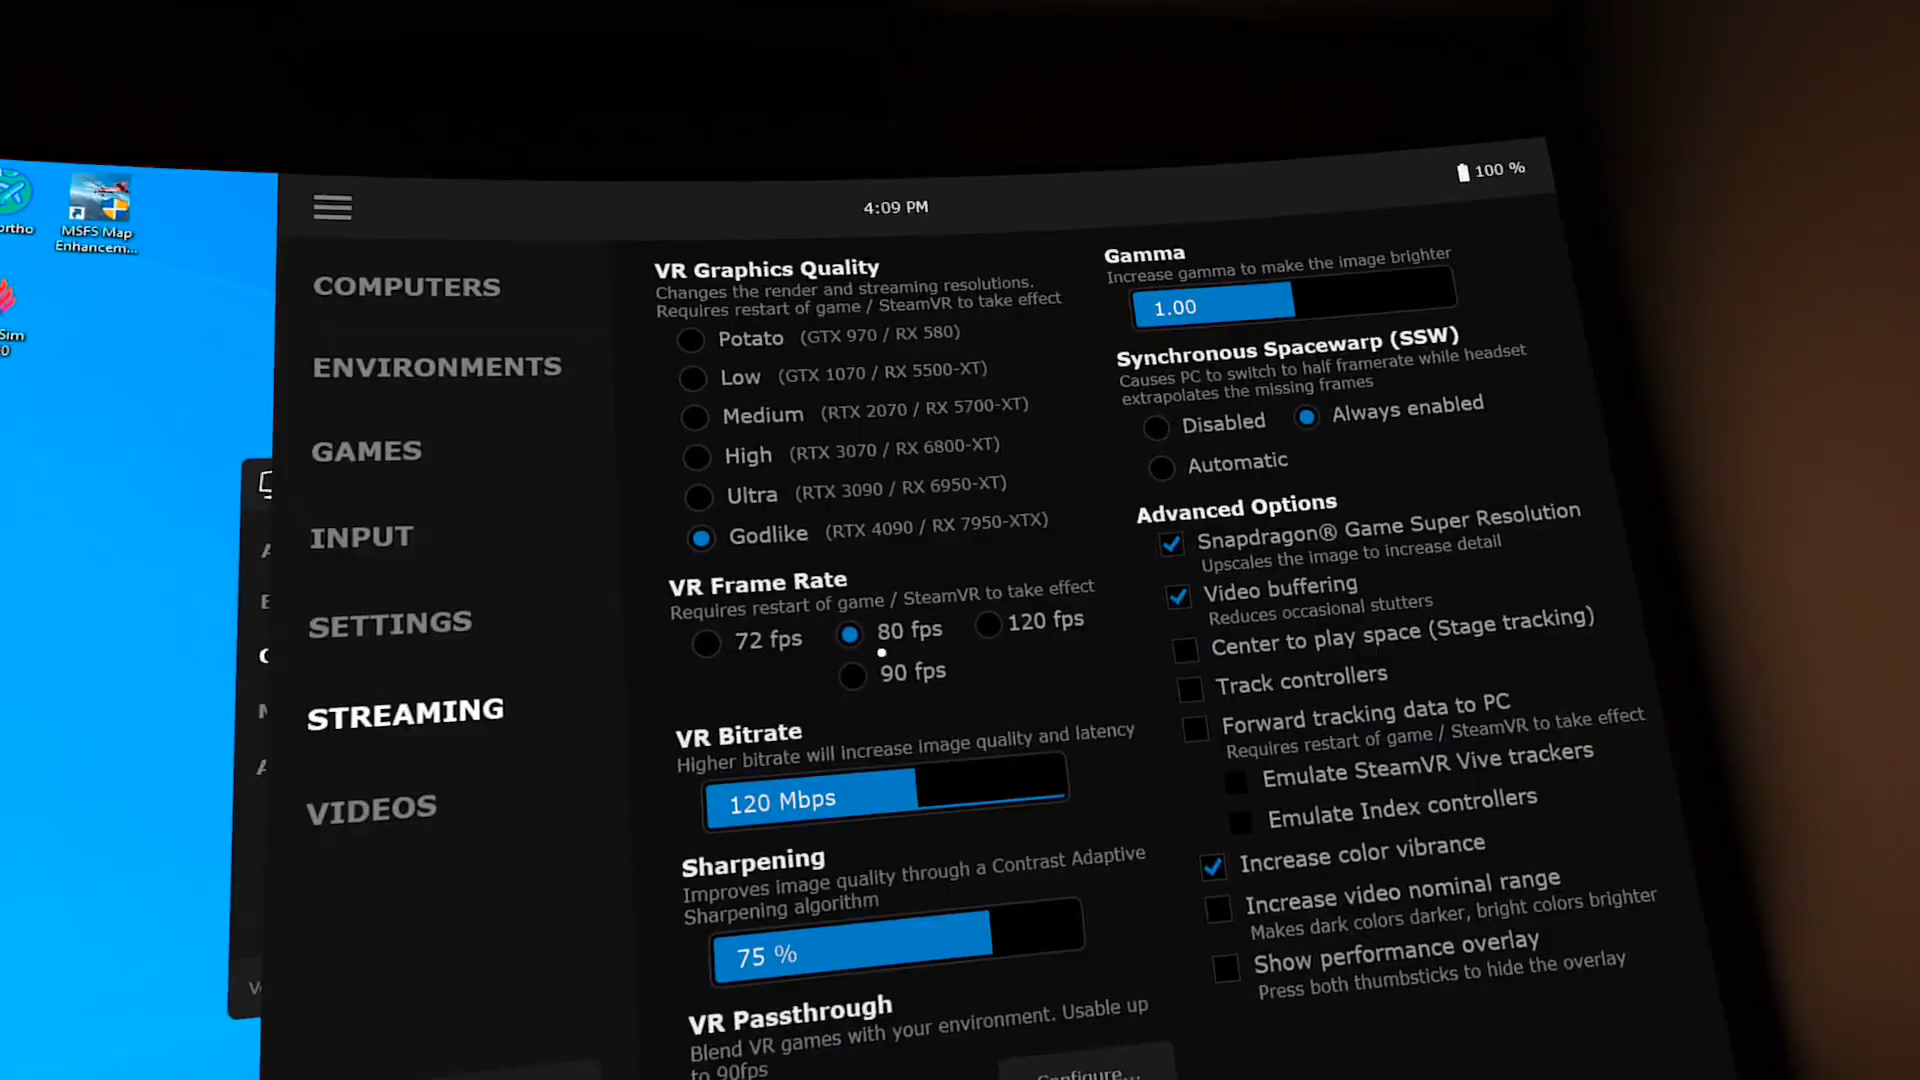 ortho
MSFS Map
Enhancem...
Sim
4:09 PM
100 %
COMPUTERS
ENVIRONMENTS
GAMES
INPUT
SETTINGS
STREAMING
VIDEOS
VR Graphics Quality
Changes the render and streaming resolutions.
Requires restart of game / SteamVR to take effect
Potato (GTX 970 / RX 580)
Low (GTX 1070 / RX 5500-XT)
Medium (RTX 2070 / RX 5700-XT)
High (RTX 3070 / RX 6800-XT)
Ultra (RTX 3090 / RX 6950-XT)
Godlike (RTX 4090 / RX 7950-XTX)
VR Frame Rate
Requires restart of game / SteamVR to take effect
72 fps 80 fps 120 fps
90 fps
VR Bitrate
Higher bitrate will increase image quality and latency
120 Mbps
Sharpening
Improves image quality through a Contrast Adaptive
Sharpening algorithm
75 %
VR Passthrough
Blend VR games with your environment. Usable up
to 90fps
Configure...
Gamma
Increase gamma to make the image brighter
1.00
Synchronous Spacewarp (SSW)
Causes PC to switch to half framerate while headset
extrapolates the missing frames
Disabled Always enabled
Automatic
Advanced Options
Snapdragon® Game Super Resolution
Upscales the image to increase detail
Video buffering
Reduces occasional stutters
Center to play space (Stage tracking)
Track controllers
Forward tracking data to PC
Requires restart of game / SteamVR to take effect
Emulate SteamVR Vive trackers
Emulate Index controllers
Increase color vibrance
Increase video nominal range
Makes dark colors darker, bright colors brighter
Show performance overlay
Press both thumbsticks to hide the overlay